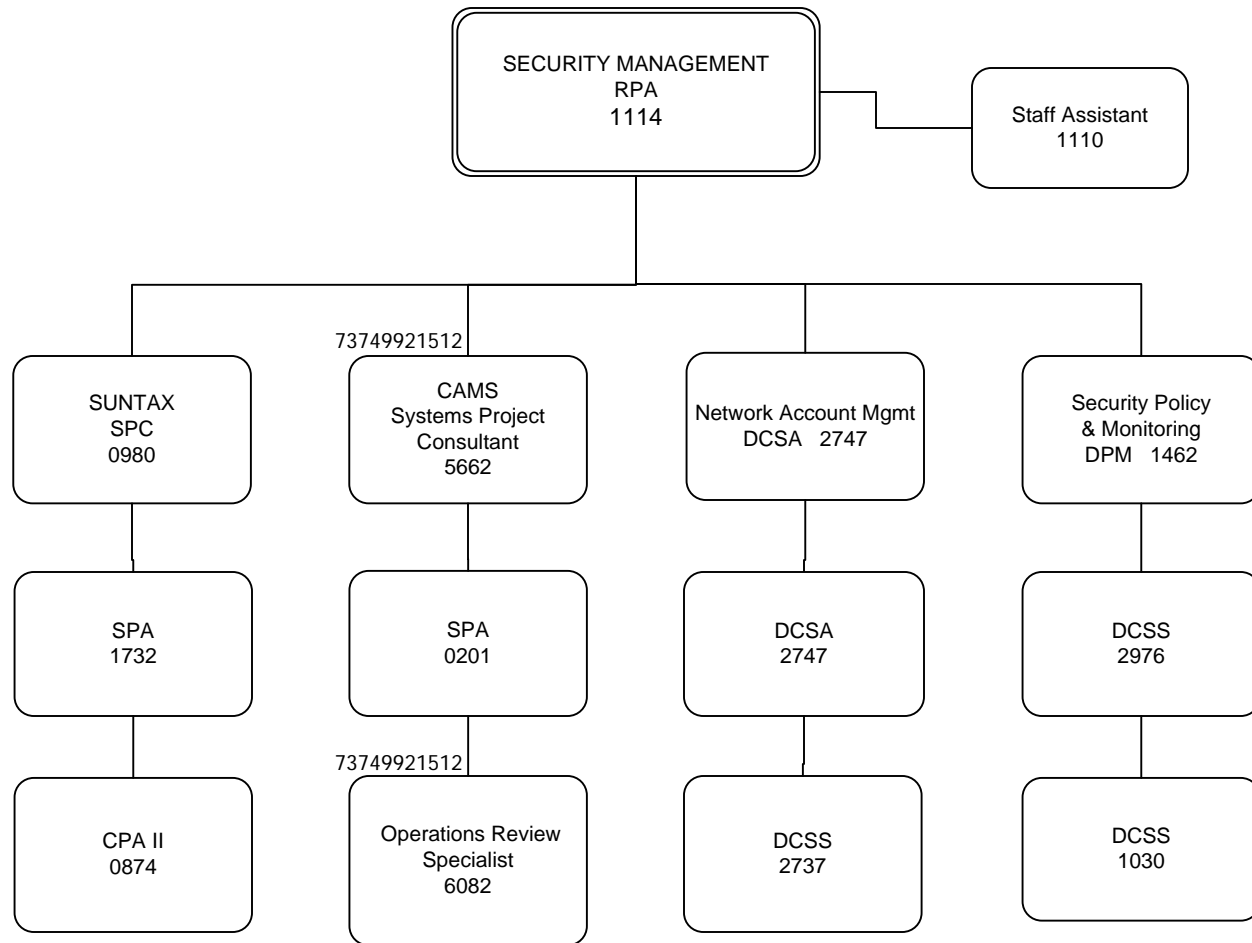 SECURITY MANAGEMENT
RPA
1114
Staff Assistant
1110
SUNTAX
SPC
0980
73749921512
CAMS
Systems Project
Consultant
5662
Network Account Mgmt
DCSA 2747
Security Policy
& Monitoring
DPM 1462
SPA
1732
SPA
0201
DCSA
2747
DCSS
2976
CPA II
0874
73749921512
Operations Review
Specialist
6082
DCSS
2737
DCSS
1030